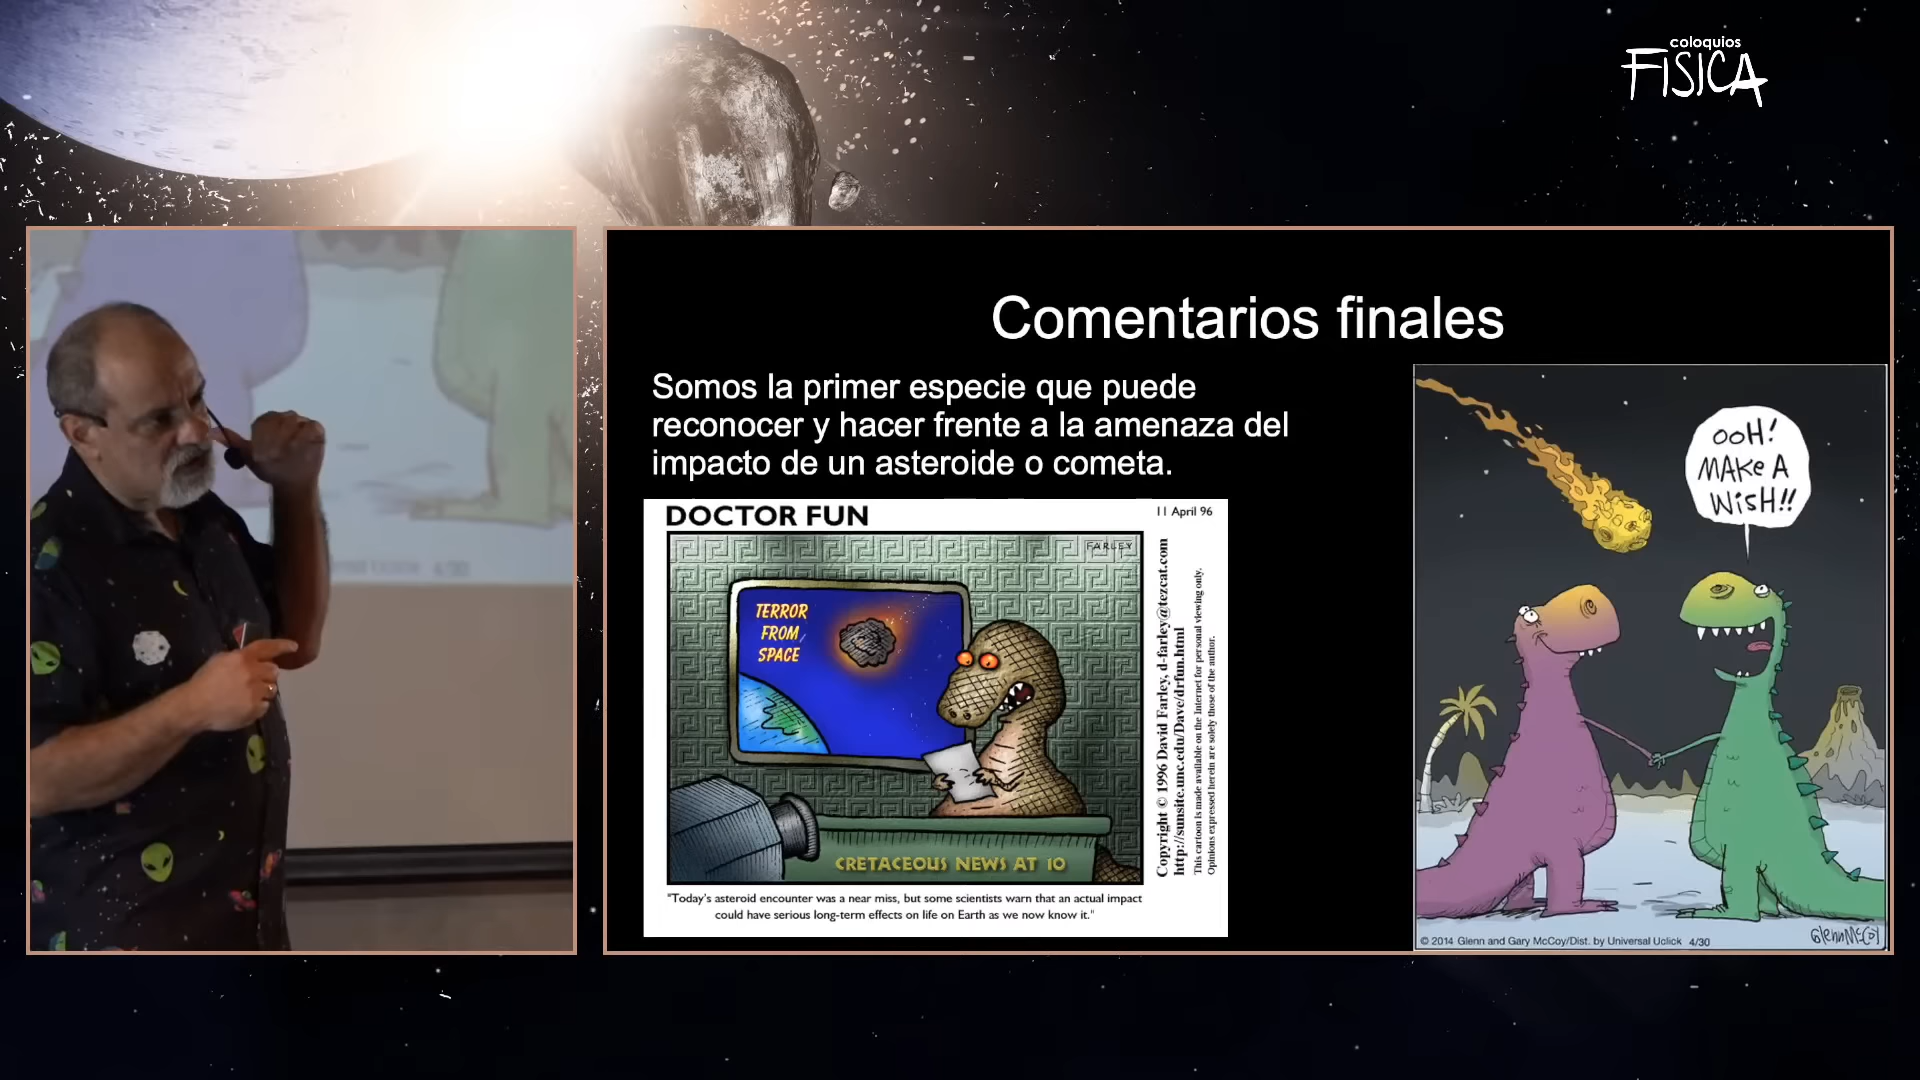 coloquios
FISICA
Comentarios finales
Somos la primer especie que puede
reconocer y hacer frente a la amenaza del
impacto de un asteroide o cometa.
DOCTOR FUN
11 April 96
FARLEY
TERROR
FROM
SPACE
CRETACEOUS NEWS AT 10
"Today's asteroid encounter was a near miss, but some scientists warn that an actual impact
could have serious long-term effects on life on Earth as we now know it."
Copyright © 1996 David Farley, d-farley@tezcat.com
http://sunsite.unc.edu/Dave/drfun.html
This cartoon is made available on the Internet for personal viewing only.
Opinions expressed herein are solely those of the author.
OOH!
MAKE A
WISH!!
© 2014 Glenn and Gary McCoy/Dist. by Universal Uclick 4/30
Glenn McCoy